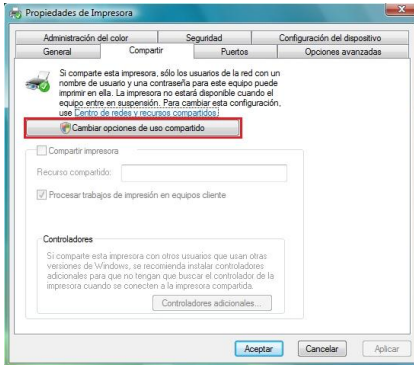 Propiedades de Impresora
Administración del color Seguridad Configuración del dispositivo
General Compartir Puertos Opciones avanzadas
Si comparte esta impresora, sólo los usuarios de la red con un
nombre de usuario y una contraseña para este equipo puede
imprimir en ella. La impresora no estará disponible cuando el
equipo entre en suspensión. Para cambiar esta configuración,
use Centro de redes y recursos compartidos.
Cambiar opciones de uso compartido
Compartir impresora
Recurso compartido:
Procesar trabajos de impresión en equipos cliente
Controladores
Si comparte esta impresora con otros usuarios que usan otras
versiones de Windows, se recomienda instalar controladores
adicionales para que no tengan que buscar el controlador de la
impresora cuando se conecten a la impresora compartida.
Controladores adicionales...
Aceptar Cancelar Aplicar